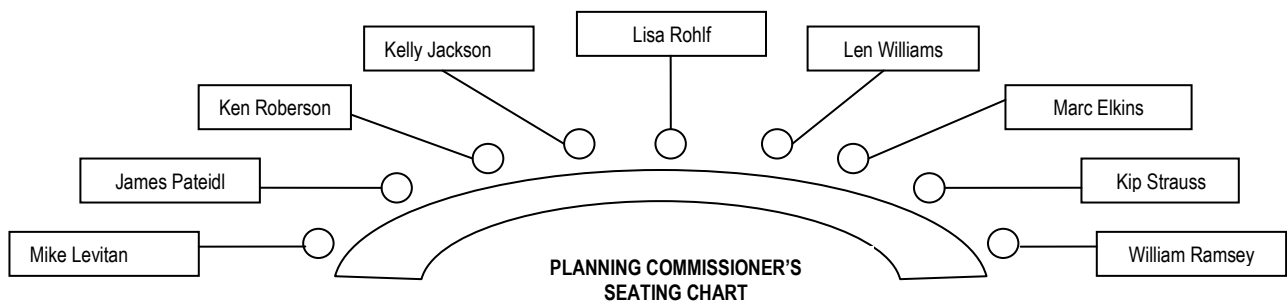 Lisa Rohlf
Kelly Jackson
Len Williams
Ken Roberson
Marc Elkins
James Pateidl
Kip Strauss
Mike Levitan
William Ramsey
PLANNING COMMISSIONER'S
SEATING CHART